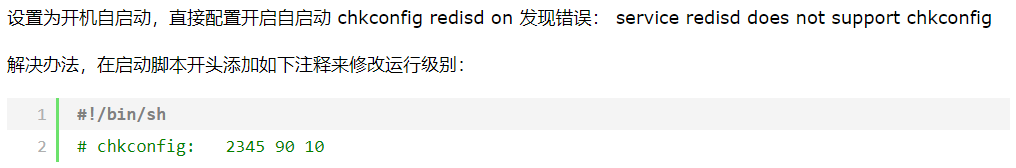 设置为开机自启动，直接配置开启自启动 chkconfig redisd on 发现错误： service redisd does not support chkconfig
解决办法，在启动脚本开头添加如下注释来修改运行级别：
1 #!/bin/sh
2 # chkconfig:   2345 90 10